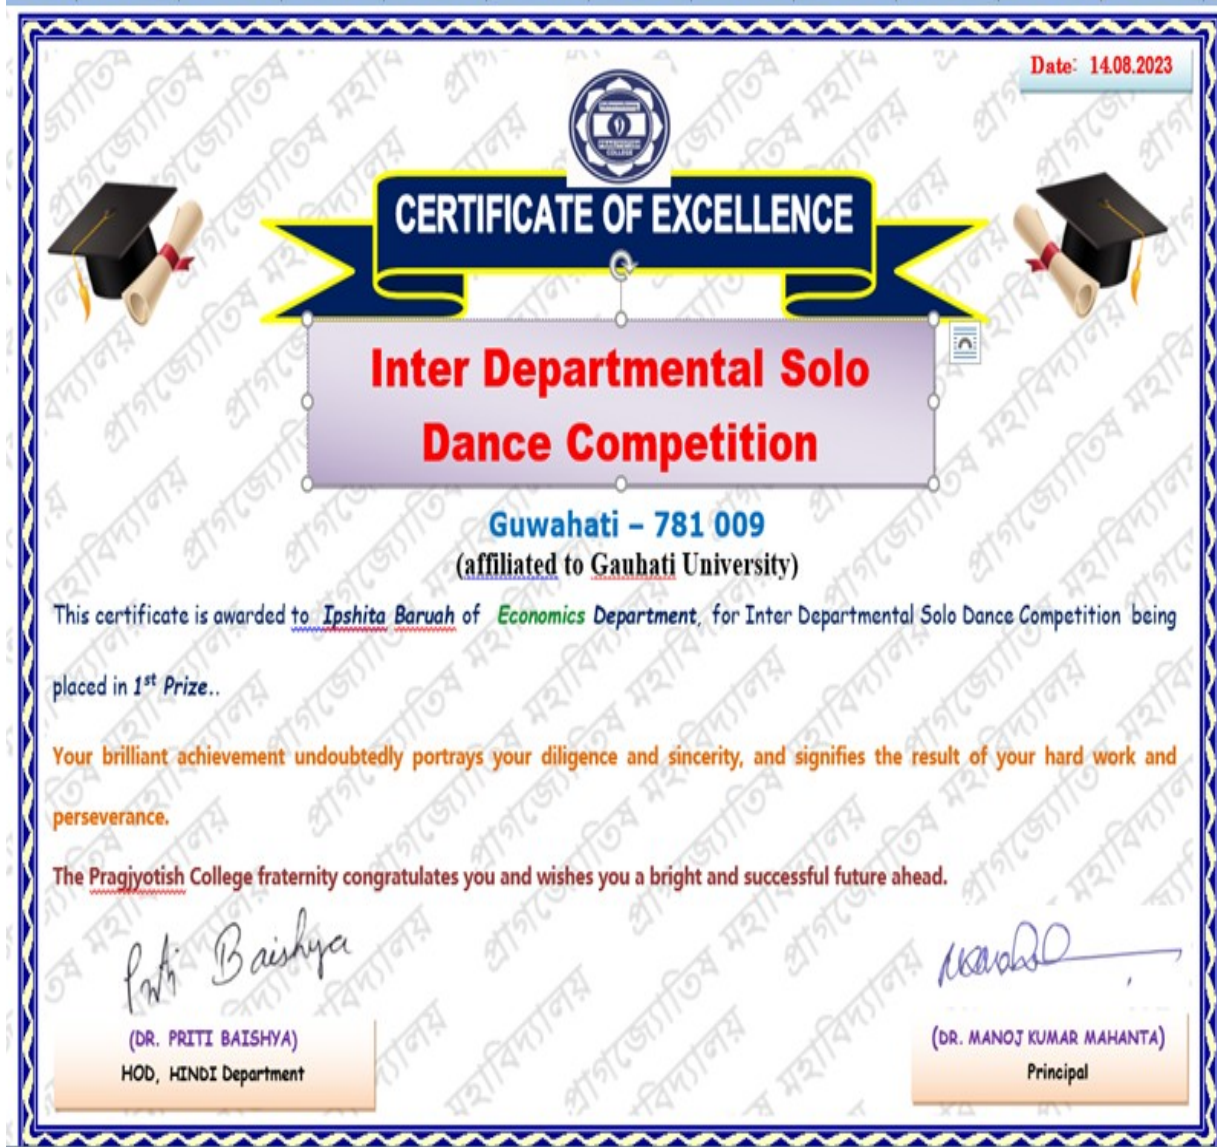 Date: 14.08.2023
COLLEGE
CERTIFICATE OF EXCELLENCE
Inter Departmental Solo
Dance Competition
Guwahati – 781 009
(affiliated to Gauhati University)
This certificate is awarded to Ipshita Baruah of Economics Department, for Inter Departmental Solo Dance Competition being
placed in 1st Prize..
Your brilliant achievement undoubtedly portrays your diligence and sincerity, and signifies the result of your hard work and
perseverance.
The Pragjyotish College fraternity congratulates you and wishes you a bright and successful future ahead.
Priti Baishya
(DR. PRITI BAISHYA)
HOD, HINDI Department
(DR. MANOJ KUMAR MAHANTA)
Principal
প্রাগজ্যোতিষ মহাবিদ্যালয়